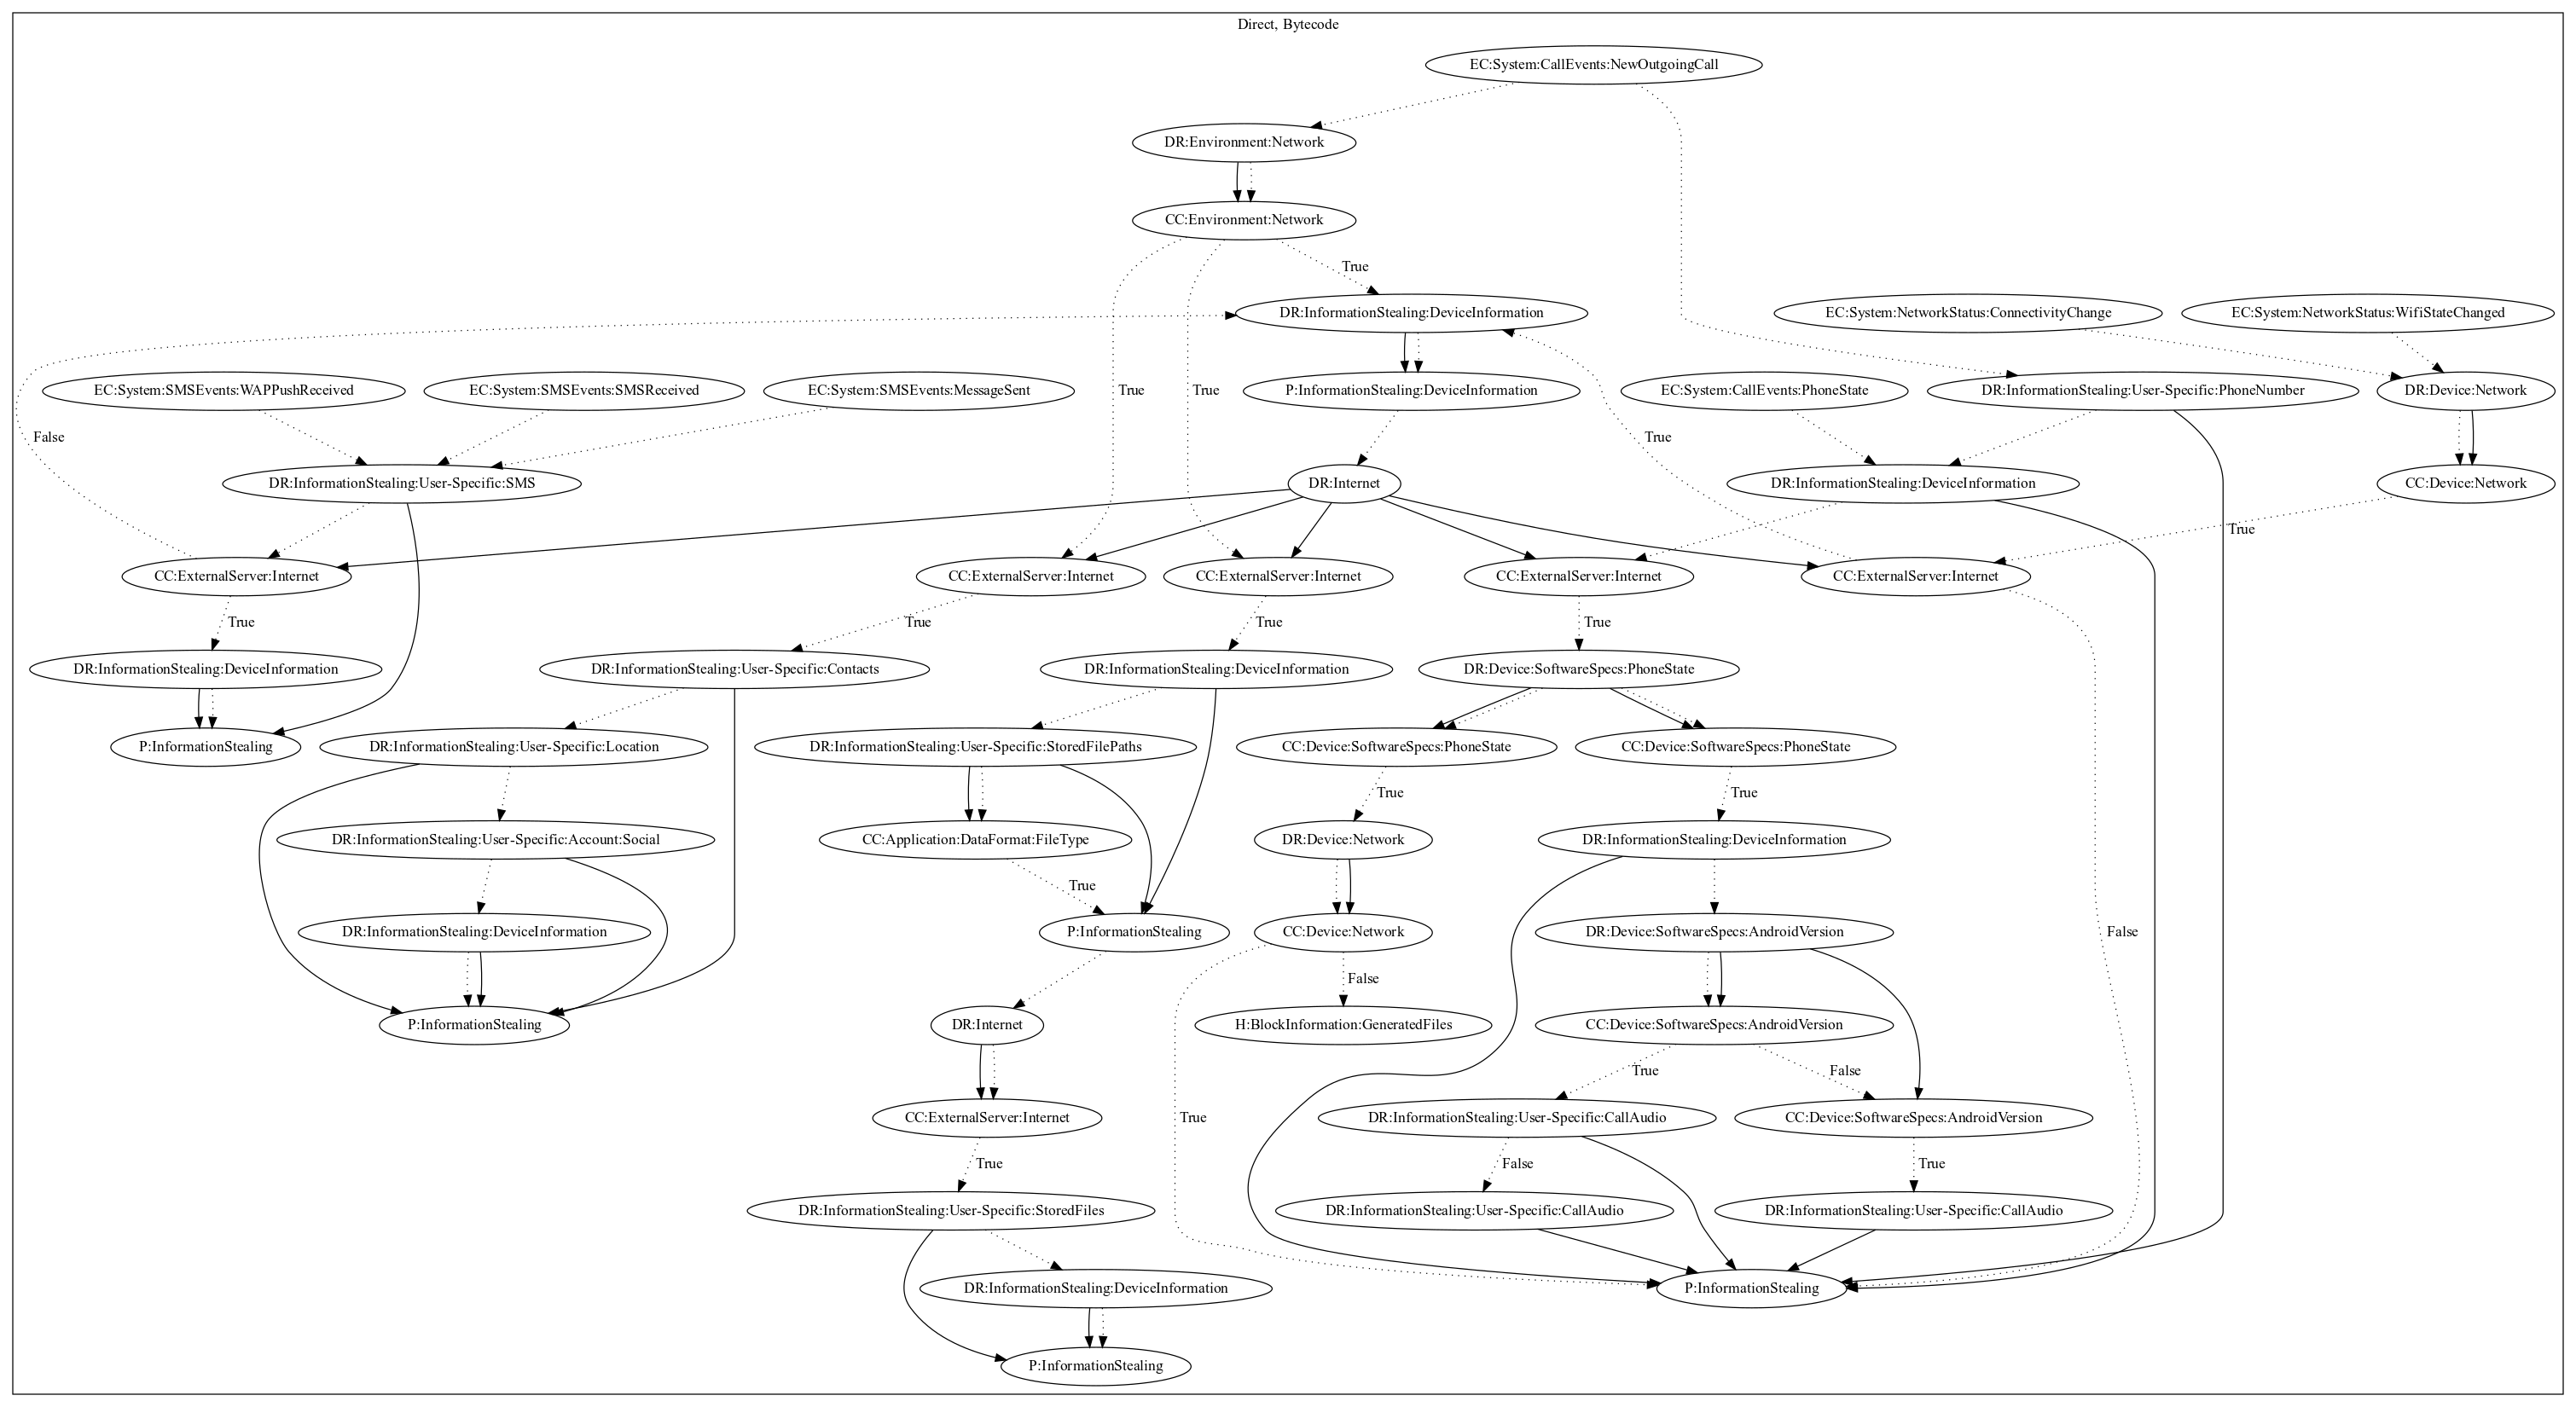 Direct, Bytecode
EC:System:CallEvents:NewOutgoingCall
DR:Environment:Network
CC:Environment:Network
True
DR:InformationStealing:DeviceInformation
EC:System:NetworkStatus:ConnectivityChange
EC:System:NetworkStatus:WifiStateChanged
EC:System:SMSEvents:WAPPushReceived
EC:System:SMSEvents:SMSReceived
EC:System:SMSEvents:MessageSent
True
True
P:InformationStealing:DeviceInformation
EC:System:CallEvents:PhoneState
DR:InformationStealing:User-Specific:PhoneNumber
DR:Device:Network
False
True
DR:InformationStealing:User-Specific:SMS
DR:Internet
DR:InformationStealing:DeviceInformation
CC:Device:Network
True
CC:ExternalServer:Internet
CC:ExternalServer:Internet
CC:ExternalServer:Internet
CC:ExternalServer:Internet
CC:ExternalServer:Internet
True
True
True
True
DR:InformationStealing:DeviceInformation
DR:InformationStealing:User-Specific:Contacts
DR:InformationStealing:DeviceInformation
DR:Device:SoftwareSpecs:PhoneState
P:InformationStealing
DR:InformationStealing:User-Specific:Location
DR:InformationStealing:User-Specific:StoredFilePaths
CC:Device:SoftwareSpecs:PhoneState
CC:Device:SoftwareSpecs:PhoneState
True
True
DR:InformationStealing:User-Specific:Account:Social
CC:Application:DataFormat:FileType
DR:Device:Network
DR:InformationStealing:DeviceInformation
True
DR:InformationStealing:DeviceInformation
P:InformationStealing
CC:Device:Network
DR:Device:SoftwareSpecs:AndroidVersion
False
False
P:InformationStealing
DR:Internet
H:BlockInformation:GeneratedFiles
CC:Device:SoftwareSpecs:AndroidVersion
True
False
CC:ExternalServer:Internet
True
DR:InformationStealing:User-Specific:CallAudio
CC:Device:SoftwareSpecs:AndroidVersion
True
False
True
DR:InformationStealing:User-Specific:StoredFiles
DR:InformationStealing:User-Specific:CallAudio
DR:InformationStealing:User-Specific:CallAudio
DR:InformationStealing:DeviceInformation
P:InformationStealing
P:InformationStealing